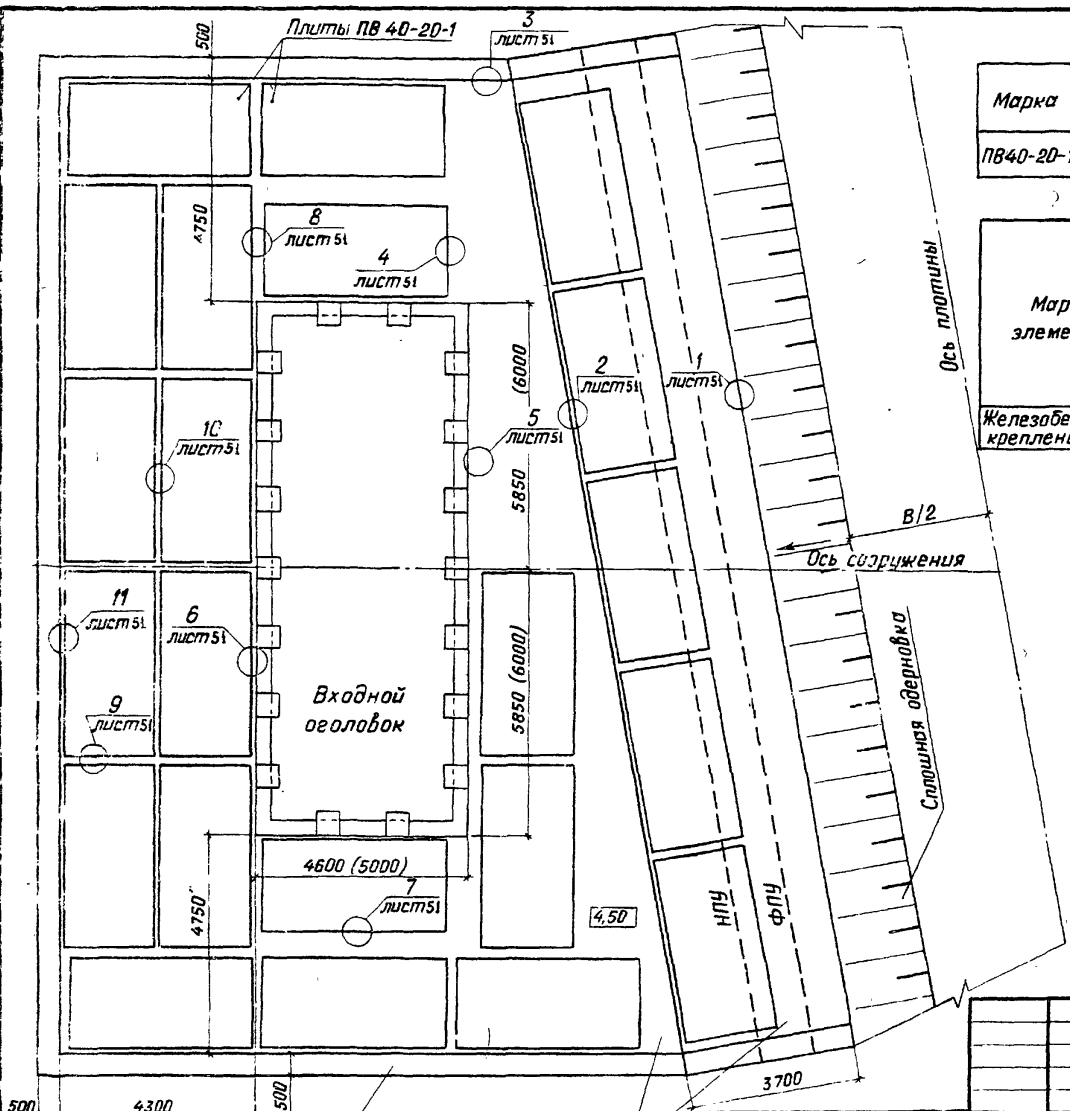 Плиты ПВ 40-20-1
3
лист 51
500
Марка
ПВ40-20-1
4750
8
лист 51
4
лист 51
Ось плотины
Мар
элеме
(6000)
5850
2
лист 51
1
лист 51
Железобе
креплени
10
лист 51
5
лист 51
В/2
Ось сооружения
11
лист 51
6
лист 51
9
лист 51
Входной
оголовок
5850 (6000)
Сплошная одерновка
4600 (5000)
4750
7
лист 51
4,50
НПУ
ФПУ
3700
500
4300
500